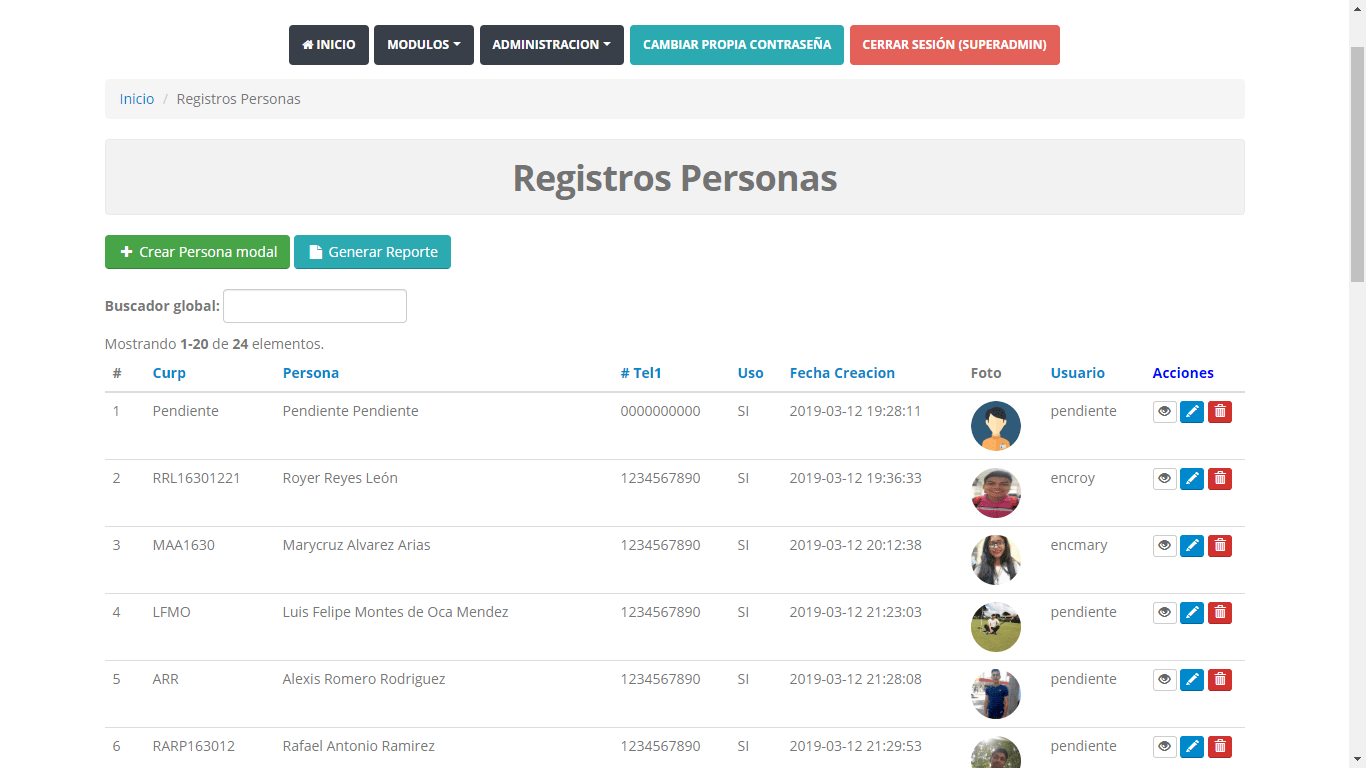 INICIO MODULOS ADMINISTRACION CAMBIAR PROPIA CONTRASEÑA CERRAR SESIÓN (SUPERADMIN)
Inicio / Registros Personas
Registros Personas
Crear Persona modal Generar Reporte
Buscador global:
Mostrando 1-20 de 24 elementos.
# Curp Persona # Tel1 Uso Fecha Creacion Foto Usuario Acciones
1 Pendiente Pendiente Pendiente 0000000000 SI 2019-03-12 19:28:11 pendiente
2 RRL16301221 Royer Reyes León 1234567890 SI 2019-03-12 19:36:33 encroy
3 MAA1630 Marycruz Alvarez Arias 1234567890 SI 2019-03-12 20:12:38 encmary
4 LFMO Luis Felipe Montes de Oca Mendez 1234567890 SI 2019-03-12 21:23:03 pendiente
5 ARR Alexis Romero Rodriguez 1234567890 SI 2019-03-12 21:28:08 pendiente
6 RARP163012 Rafael Antonio Ramirez 1234567890 SI 2019-03-12 21:29:53 pendiente